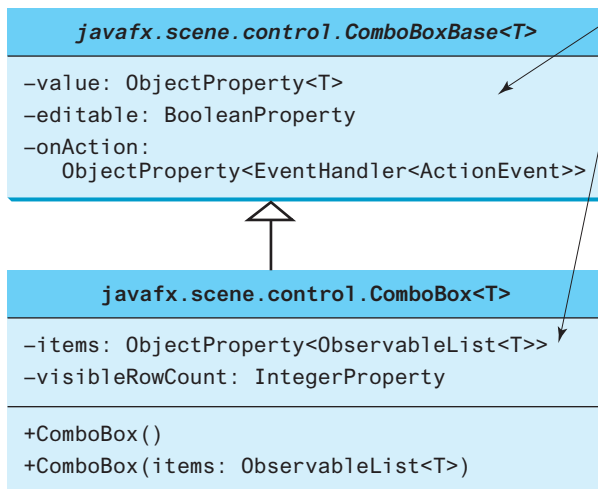 javafx.scene.control.ComboBoxBase<T>
–value: ObjectProperty<T>
–editable: BooleanProperty
–onAction:
ObjectProperty<EventHandler<ActionEvent>>
javafx.scene.control.ComboBox<T>
–items: ObjectProperty<ObservableList<T>>
–visibleRowCount: IntegerProperty
+ComboBox()
+ComboBox(items: ObservableList<T>)